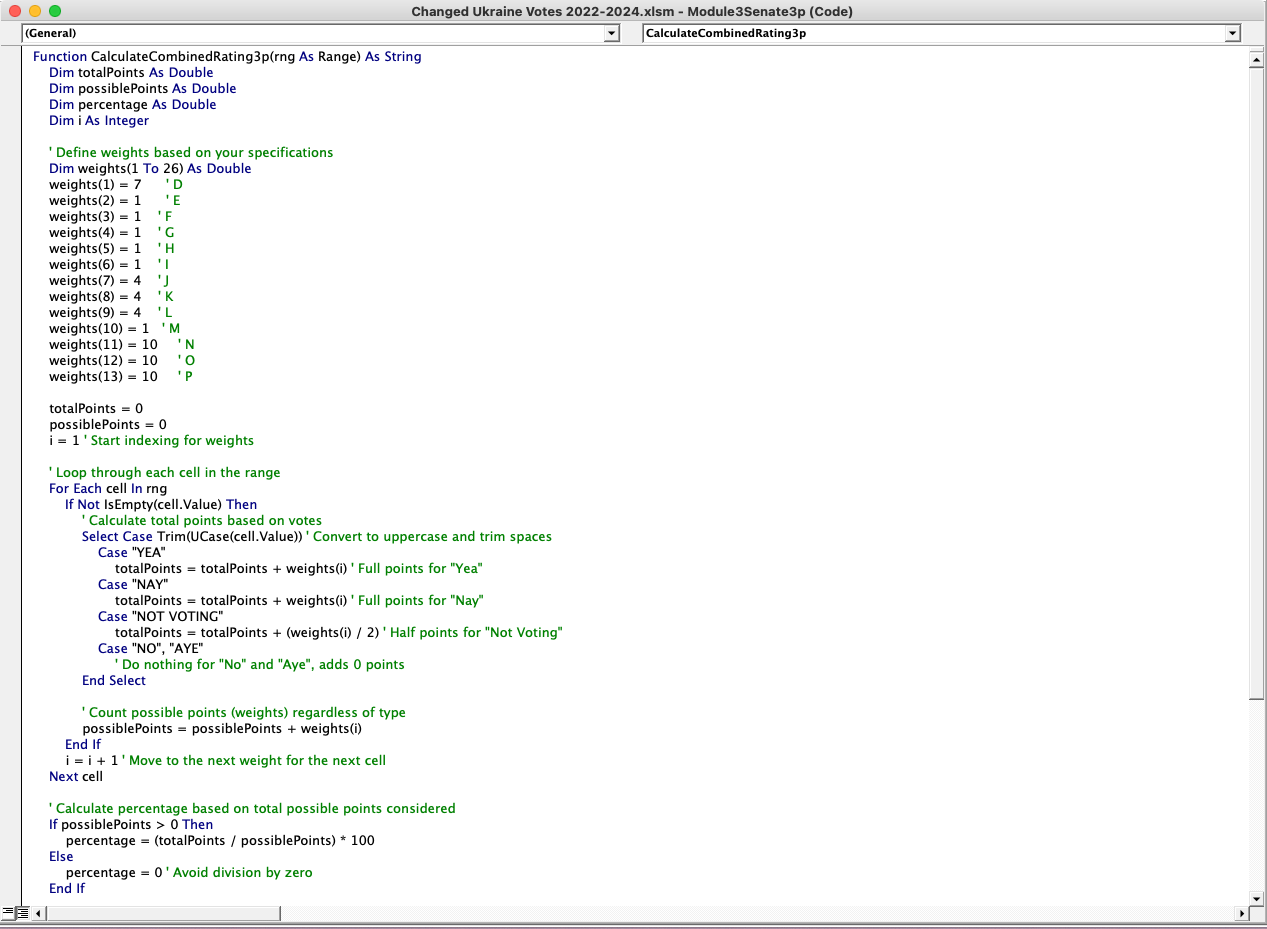 Changed Ukraine Votes 2022-2024.xlsm - Module3Senate3p (Code)
(General)
CalculateCombinedRating3p
Function CalculateCombinedRating3p(rng As Range) As String
    Dim totalPoints As Double
    Dim possiblePoints As Double
    Dim percentage As Double
    Dim i As Integer

    ' Define weights based on your specifications
    Dim weights(1 To 26) As Double
    weights(1) = 7      ' D
    weights(2) = 1      ' E
    weights(3) = 1    ' F
    weights(4) = 1    ' G
    weights(5) = 1    ' H
    weights(6) = 1    ' I
    weights(7) = 4    ' J
    weights(8) = 4    ' K
    weights(9) = 4    ' L
    weights(10) = 1   ' M
    weights(11) = 10     ' N
    weights(12) = 10     ' O
    weights(13) = 10     ' P

    totalPoints = 0
    possiblePoints = 0
    i = 1 ' Start indexing for weights

    ' Loop through each cell in the range
    For Each cell In rng
        If Not IsEmpty(cell.Value) Then
            ' Calculate total points based on votes
            Select Case Trim(UCase(cell.Value)) ' Convert to uppercase and trim spaces
                Case "YEA"
                    totalPoints = totalPoints + weights(i) ' Full points for "Yea"
                Case "NAY"
                    totalPoints = totalPoints + weights(i) ' Full points for "Nay"
                Case "NOT VOTING"
                    totalPoints = totalPoints + (weights(i) / 2) ' Half points for "Not Voting"
                Case "NO", "AYE"
                    ' Do nothing for "No" and "Aye", adds 0 points
            End Select

            ' Count possible points (weights) regardless of type
            possiblePoints = possiblePoints + weights(i)
        End If
        i = i + 1 ' Move to the next weight for the next cell
    Next cell

    ' Calculate percentage based on total possible points considered
    If possiblePoints > 0 Then
        percentage = (totalPoints / possiblePoints) * 100
    Else
        percentage = 0 ' Avoid division by zero
    End If